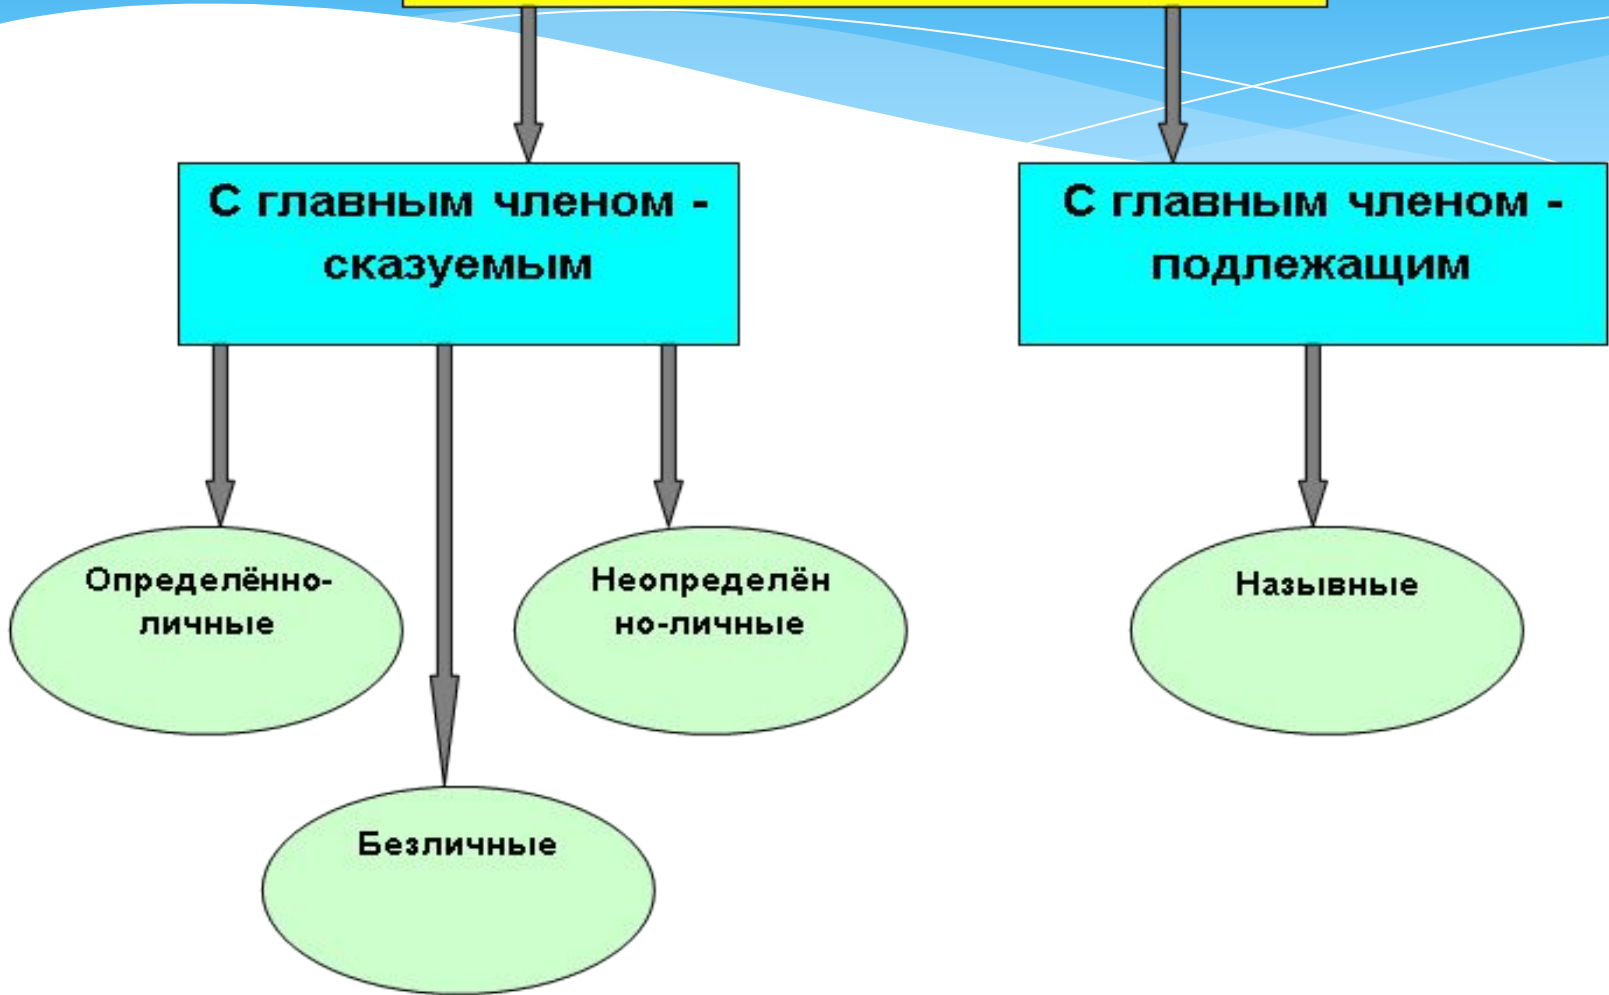 С главным членом -
сказуемым
С главным членом -
подлежащим
Определённо-
личные
Неопределён
но-личные
Назывные
Безличные